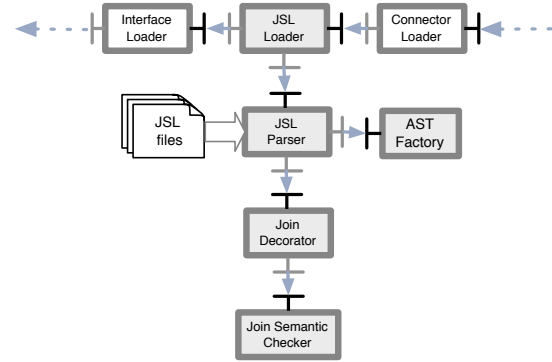 Interface
Loader
JSL
Loader
Connector
Loader
JSL
files
JSL
Parser
AST
Factory
Join
Decorator
Join Semantic
Checker